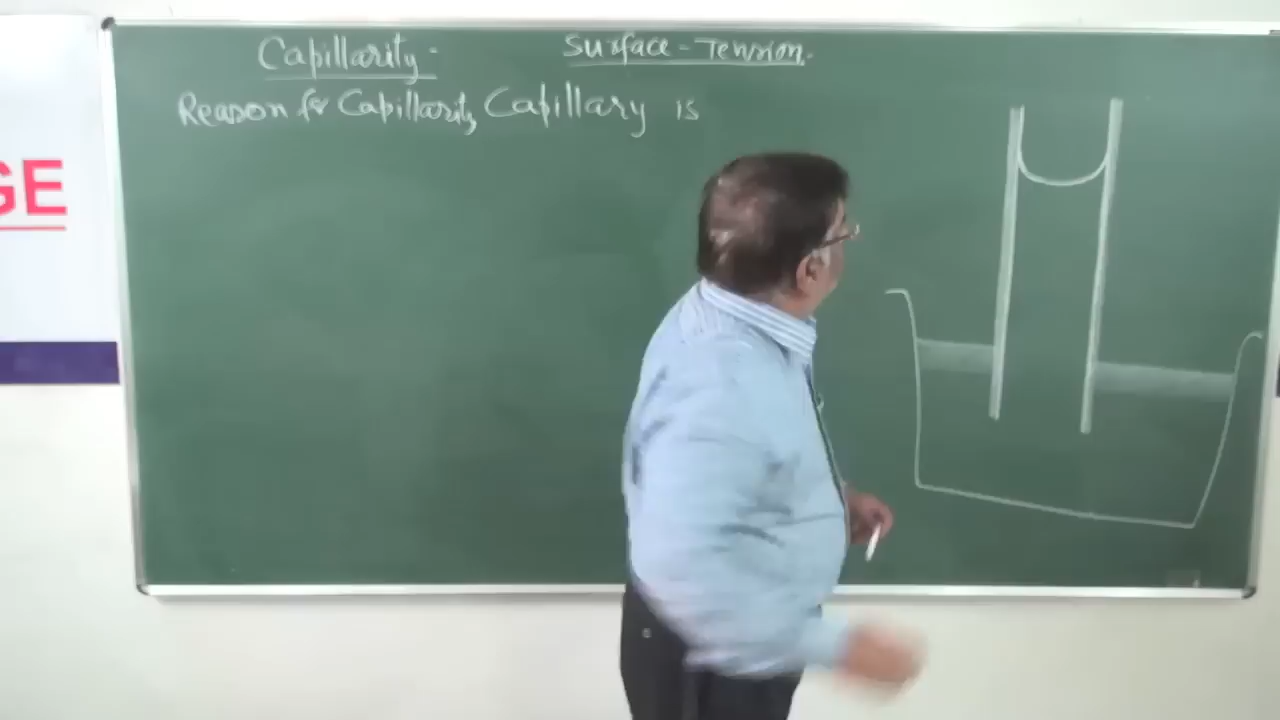 Capillarity- Surface-Tension.
Reason for Capillarity, Capillary is
GE